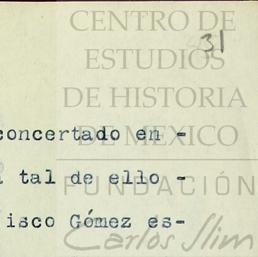 CENTRO DE
31
ESTUDIOS
DE HISTORIA
concertado en -
DE MEXICO
tal de ello -
FUNDACIÓN
isco Gómez es-
Carlos Slim